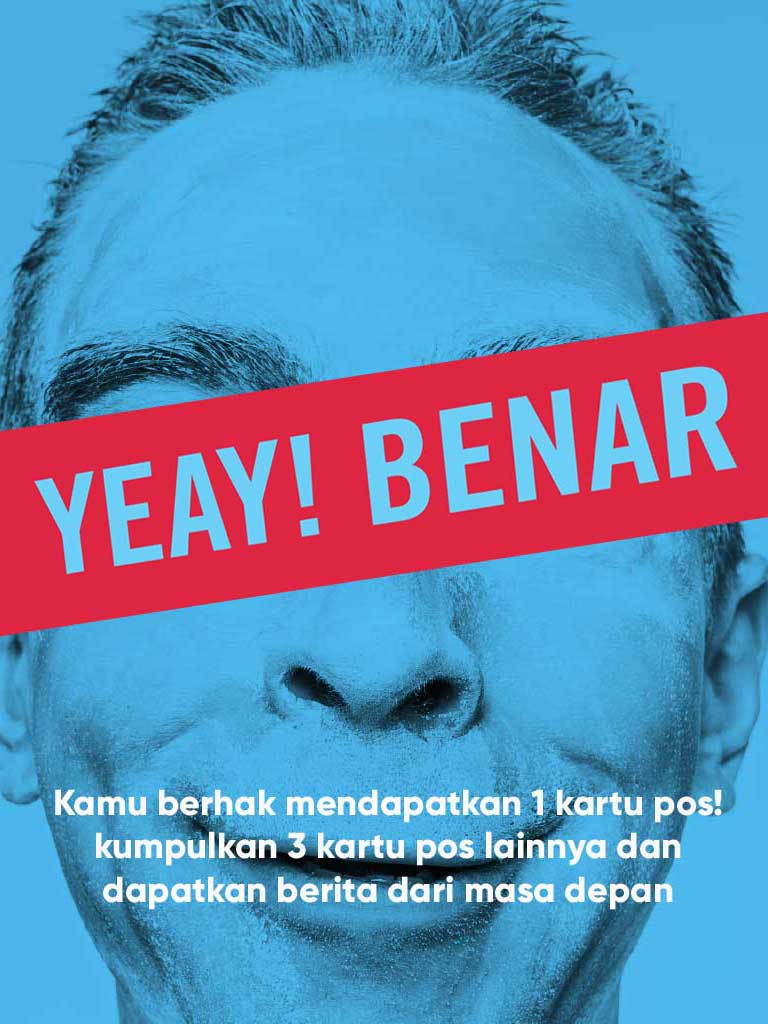 YEAY! BENAR
Kamu berhak mendapatkan 1 kartu pos!
kumpulkan 3 kartu pos lainnya dan
dapatkan berita dari masa depan